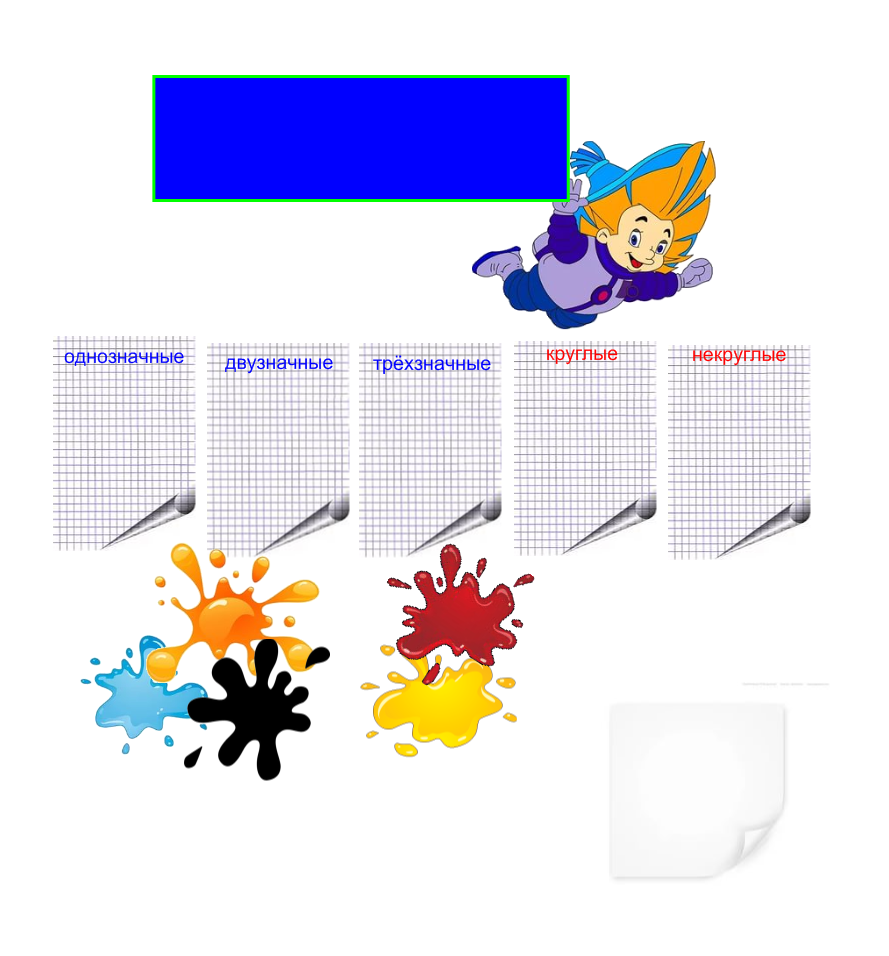 однозначные
двузначные
трёхзначные
круглые
некруглые